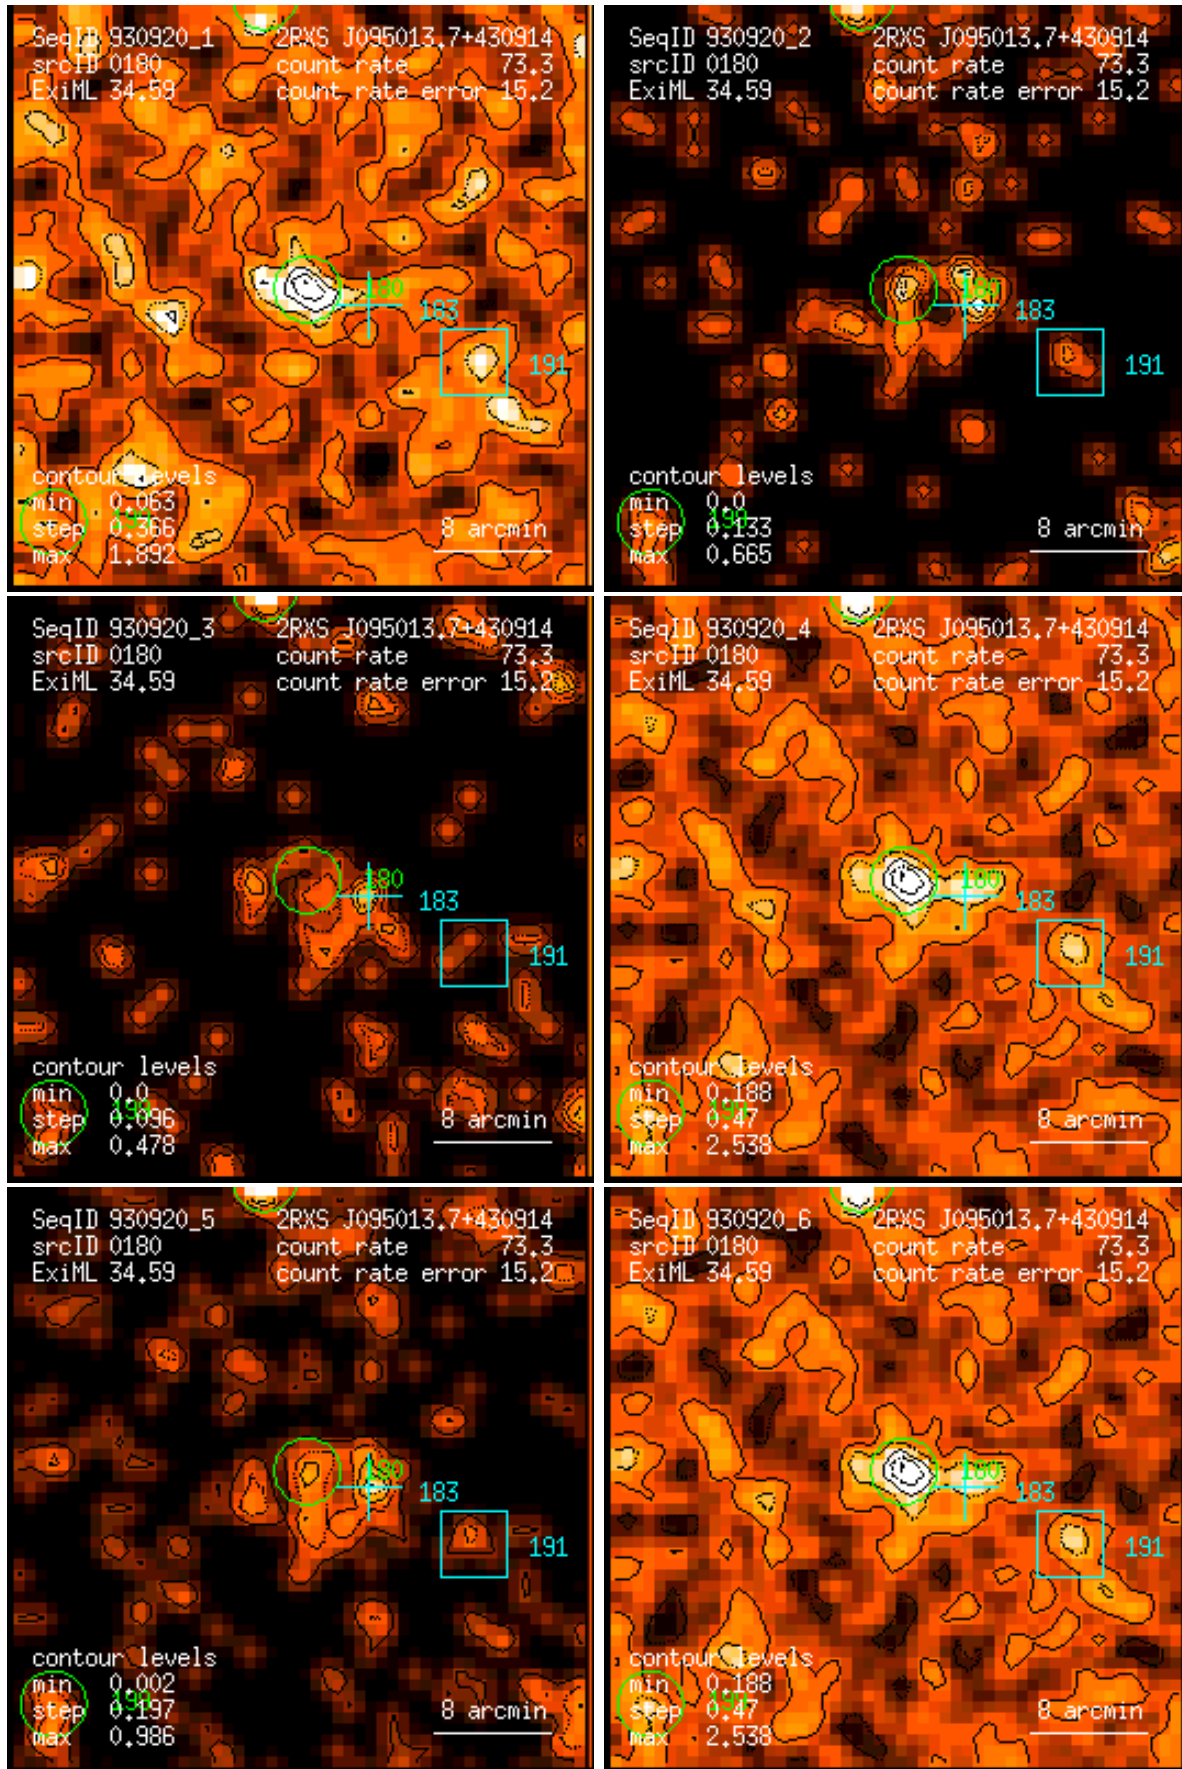 SeqID 930920_1 2RXS J095013.7+430914
srcID 0180 count rate 73.3
ExiML 34.59 count rate error 15.2
180
183
191
contour levels
min 0.063
199
step 0.366 8 arcmin
max 1.892
SeqID 930920_2 2RXS J095013.7+430914
srcID 0180 count rate 73.3
ExiML 34.59 count rate error 15.2
180
183
191
contour levels
min 0.0
199
step 0.133 8 arcmin
max 0.665
SeqID 930920_3 2RXS J095013.7+430914
srcID 0180 count rate 73.3
ExiML 34.59 count rate error 15.2
180
183
191
contour levels
min 0.0
199
step 0.096 8 arcmin
max 0.478
SeqID 930920_4 2RXS J095013.7+430914
srcID 0180 count rate 73.3
ExiML 34.59 count rate error 15.2
180
183
191
contour levels
min 0.188
199
step 0.47 8 arcmin
max 2.538
SeqID 930920_5 2RXS J095013.7+430914
srcID 0180 count rate 73.3
ExiML 34.59 count rate error 15.2
180
183
191
contour levels
min 0.002
199
step 0.197 8 arcmin
max 0.986
SeqID 930920_6 2RXS J095013.7+430914
srcID 0180 count rate 73.3
ExiML 34.59 count rate error 15.2
180
183
191
contour levels
min 0.188
199
step 0.47 8 arcmin
max 2.538